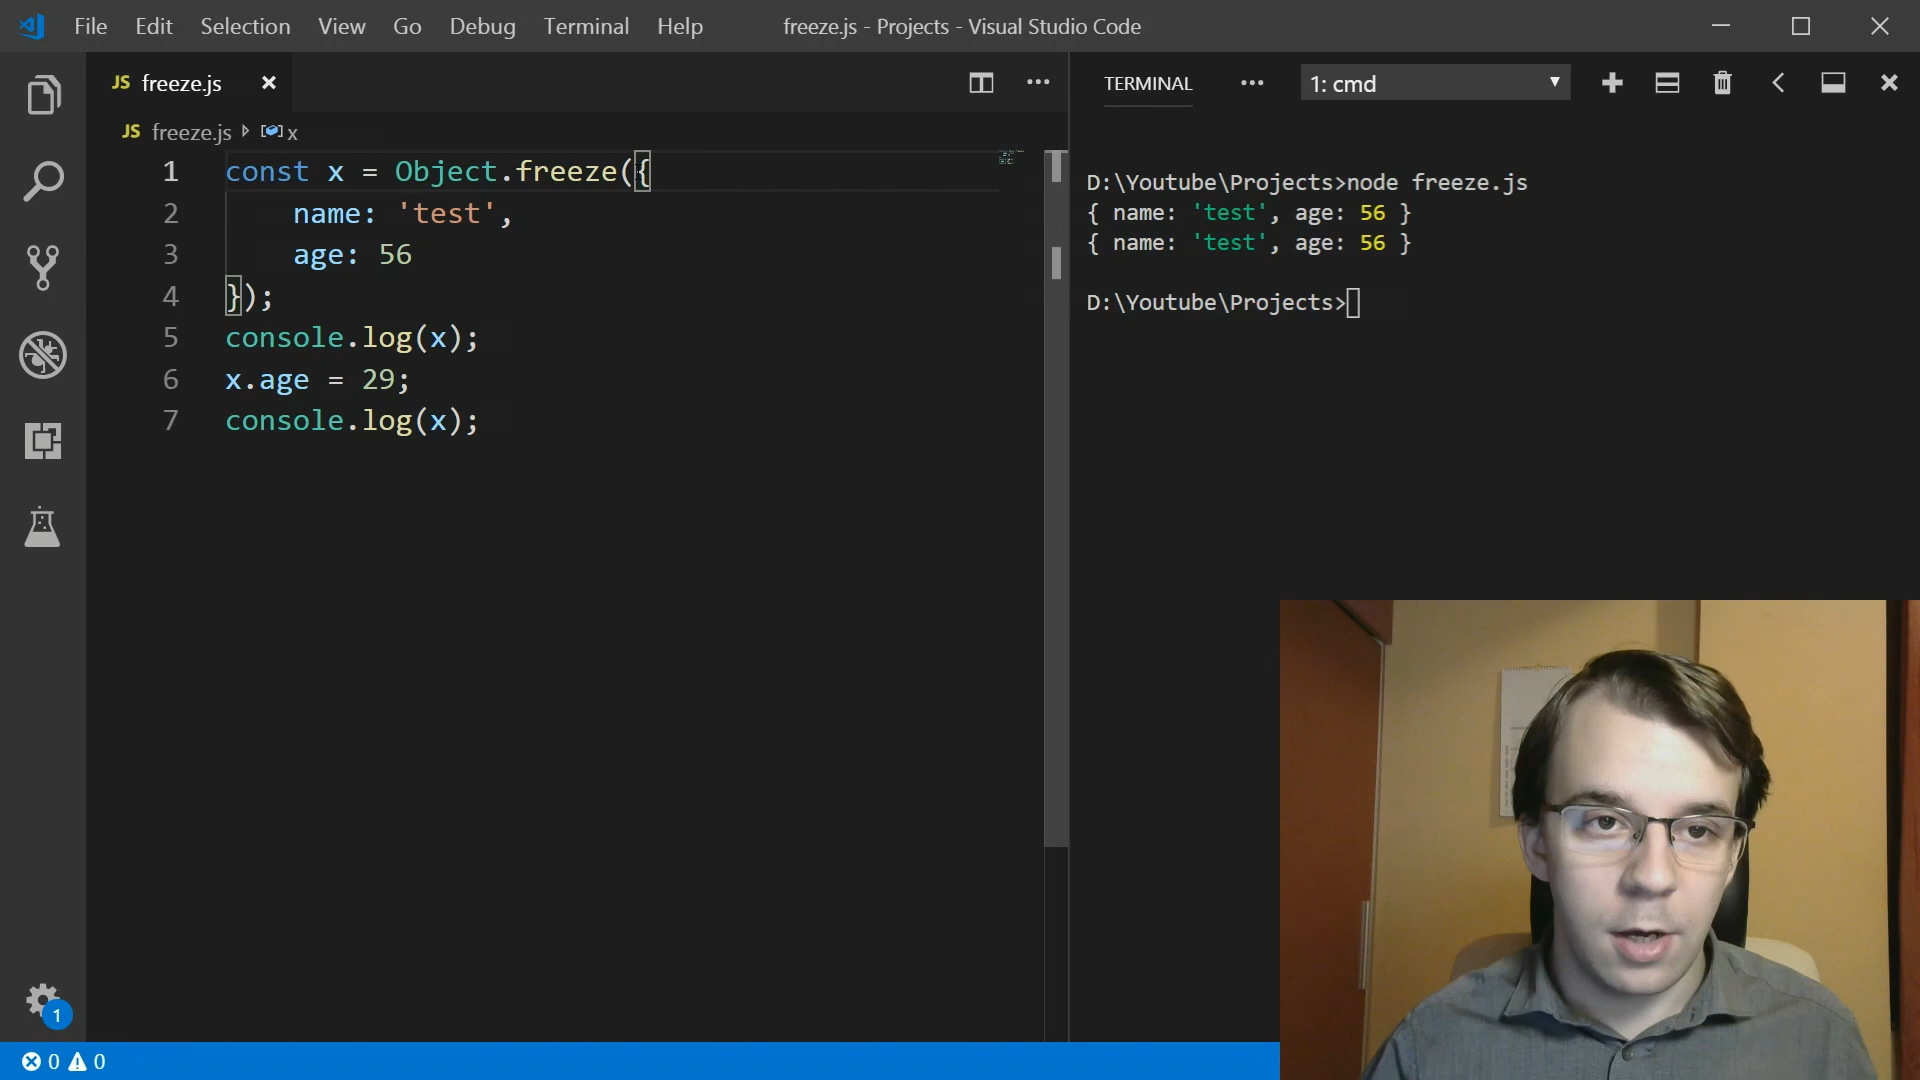 File Edit Selection View Go Debug Terminal Help freeze.js - Projects - Visual Studio Code
JS freeze.js
JS freeze.js x
1 const x = Object.freeze({
2 name: 'test',
3 age: 56
4 });
5 console.log(x);
6 x.age = 29;
7 console.log(x);
TERMINAL 1: cmd
D:\Youtube\Projects>node freeze.js
{ name: 'test', age: 56 }
{ name: 'test', age: 56 }
D:\Youtube\Projects>
1
0 0